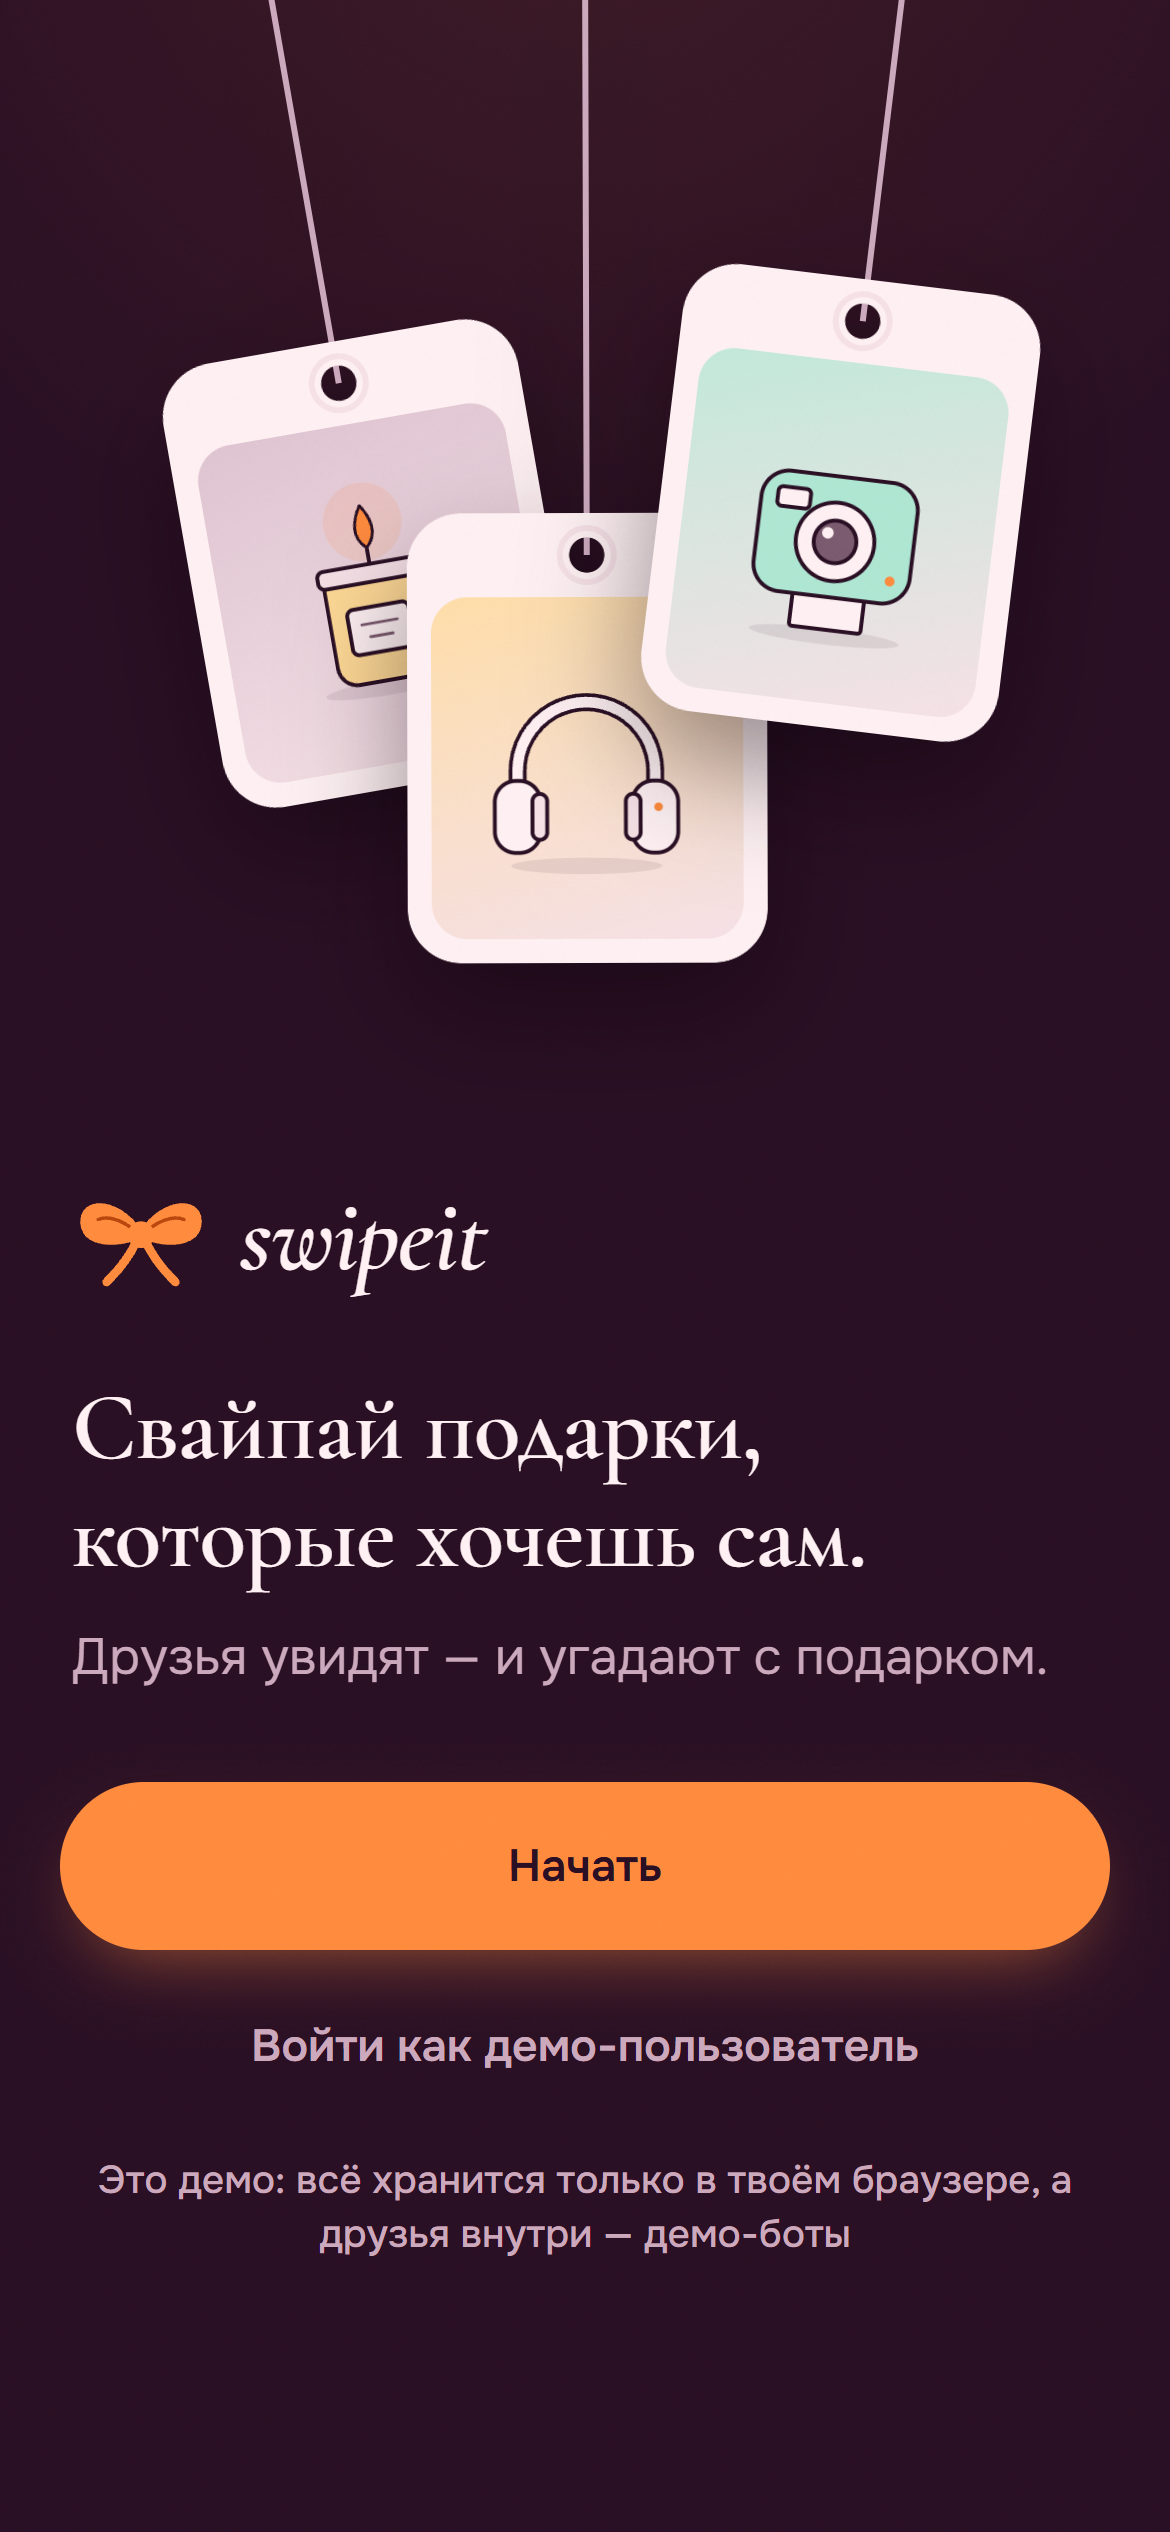 swipeit
Свайпай подарки,
которые хочешь сам.
Друзья увидят — и угадают с подарком.
Начать
Войти как демо-пользователь
Это демо: всё хранится только в твоём браузере, а
друзья внутри — демо-боты